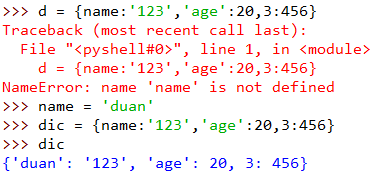 >>> d = {name:'123','age':20,3:456}
Traceback (most recent call last):
  File "<pyshell#0>", line 1, in <module>
    d = {name:'123','age':20,3:456}
NameError: name 'name' is not defined
>>> name = 'duan'
>>> dic = {name:'123','age':20,3:456}
>>> dic
{'duan': '123', 'age': 20, 3: 456}